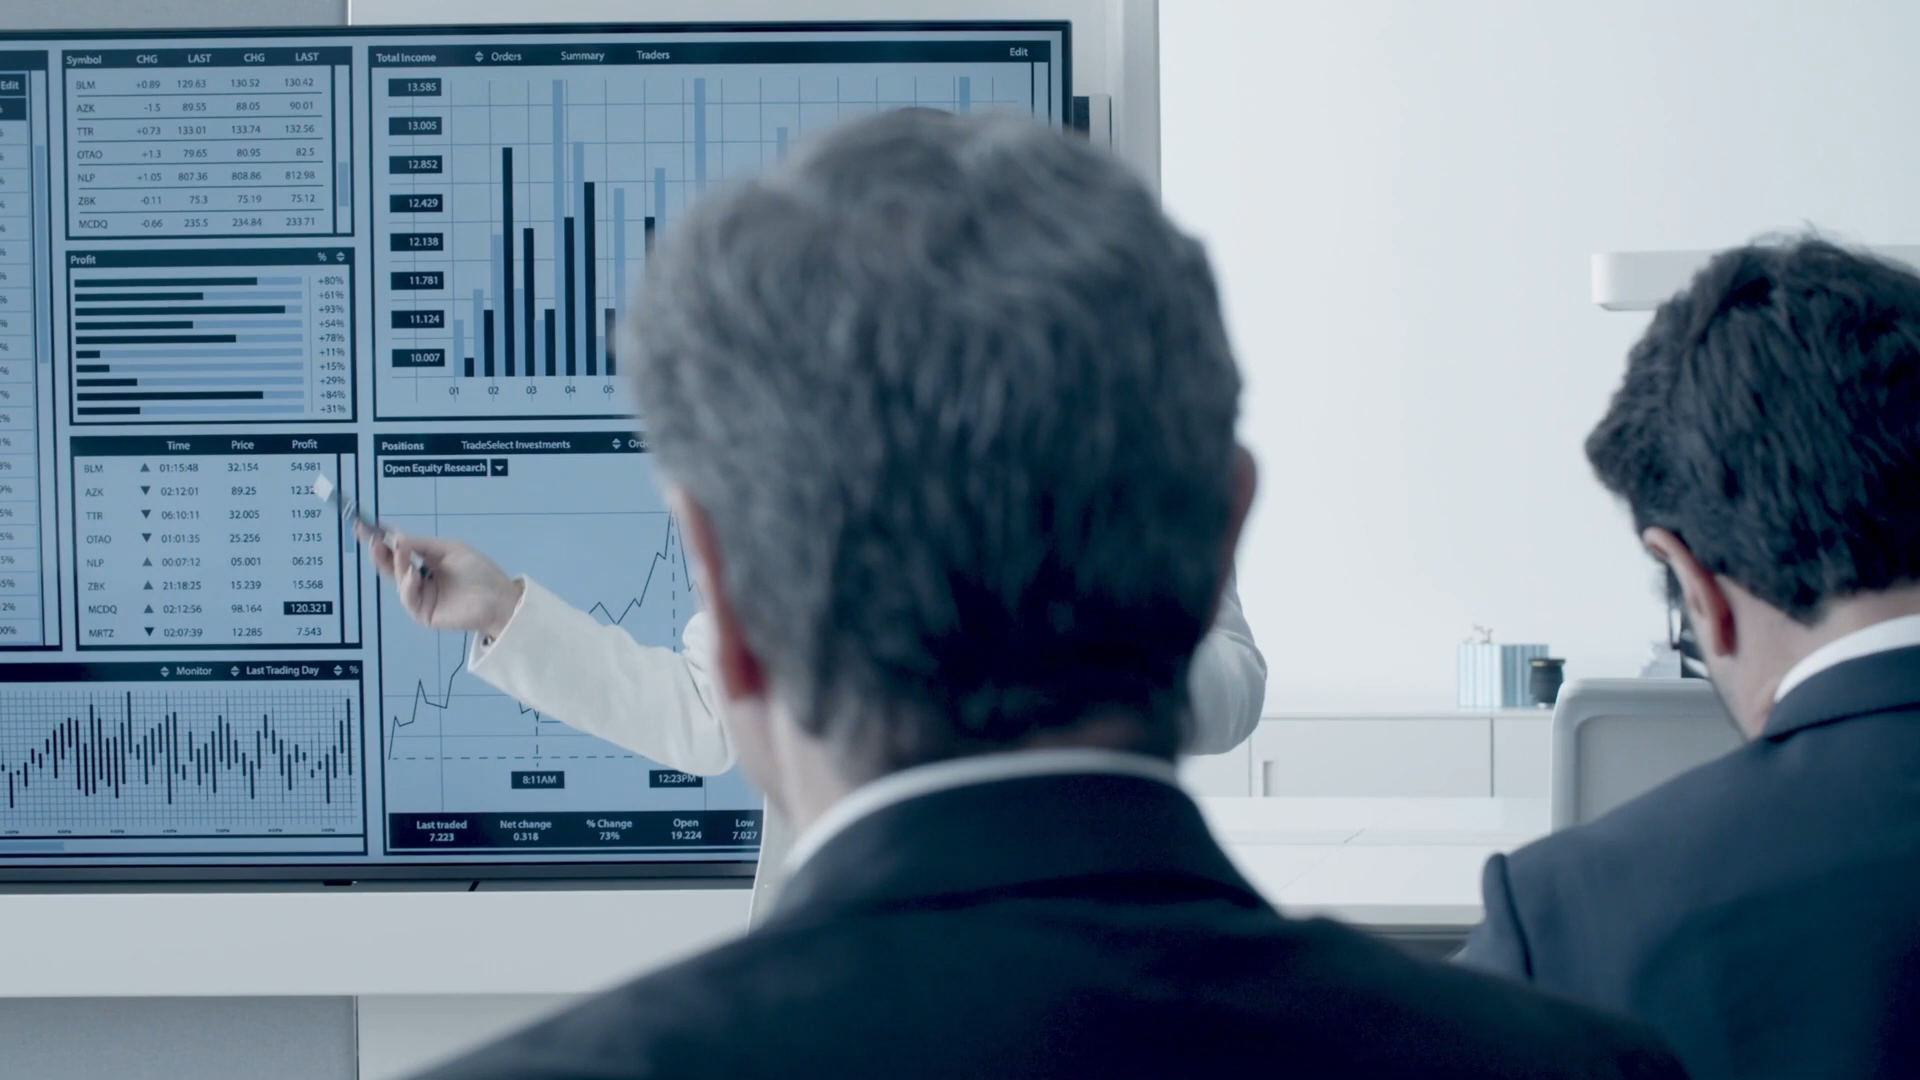 Edit
Symbol CHG LAST CHG LAST
BLM +0.89 129.63 130.52 130.42
AZK -1.5 89.55 88.05 90.01
TTR +0.73 133.01 133.74 132.56
OTAO +1.3 79.65 80.95 82.5
NLP +1.05 807.36 808.86 812.98
ZBK -0.11 75.3 75.19 75.12
MCDQ -0.66 235.5 234.84 233.71
Profit %
+80%
+61%
+93%
+54%
+78%
+11%
+15%
+29%
+84%
+31%
Time Price Profit
BLM 01:15:48 32.154 54.981
AZK 02:12:01 89.25
TTR 06:10:11 32.005 11.987
OTAO 01:01:35 25.256 17.315
NLP 00:07:12 05.001 06.215
ZBK 21:18:25 15.239 15.568
MCDQ 02:12:56 98.164 120.321
MRTZ 02:07:39 12.285 7.543
Monitor Last Trading Day %
Total Income Orders Summary Traders Edit
13.585
13.005
12.852
12.429
12.138
11.781
11.124
10.007
01 02 03 04 05
Positions TradeSelect Investments
Open Equity Research
8:11AM 12:23PM
Last traded Net change % Change Open Low
7.223 0.318 73% 19.224 7.027